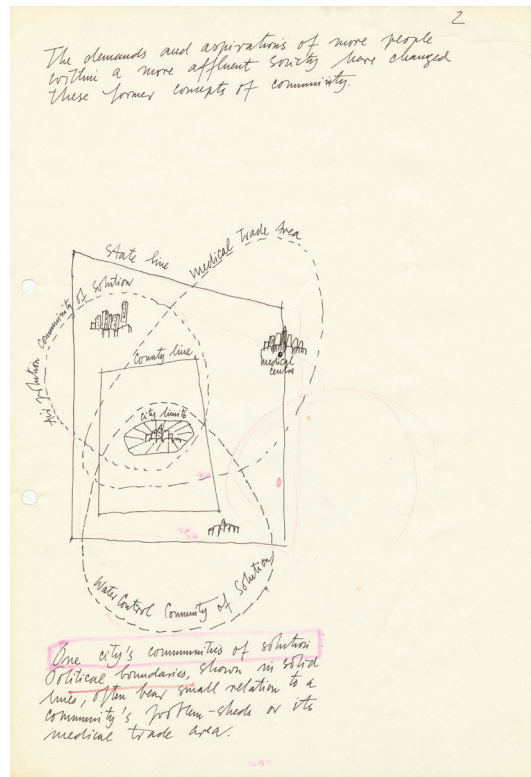 2
The demands and aspirations of more people
within a more affluent society have changed
these former concepts of community.
Medical Trade Area
State line
Air Pollution Community of Solution
County line
medical
centre
city limits
Water Control Community of Solution
One city's communities of solution
Political boundaries, shown in solid
lines, often bear small relation to a
community's problem-sheds or its
medical trade area.